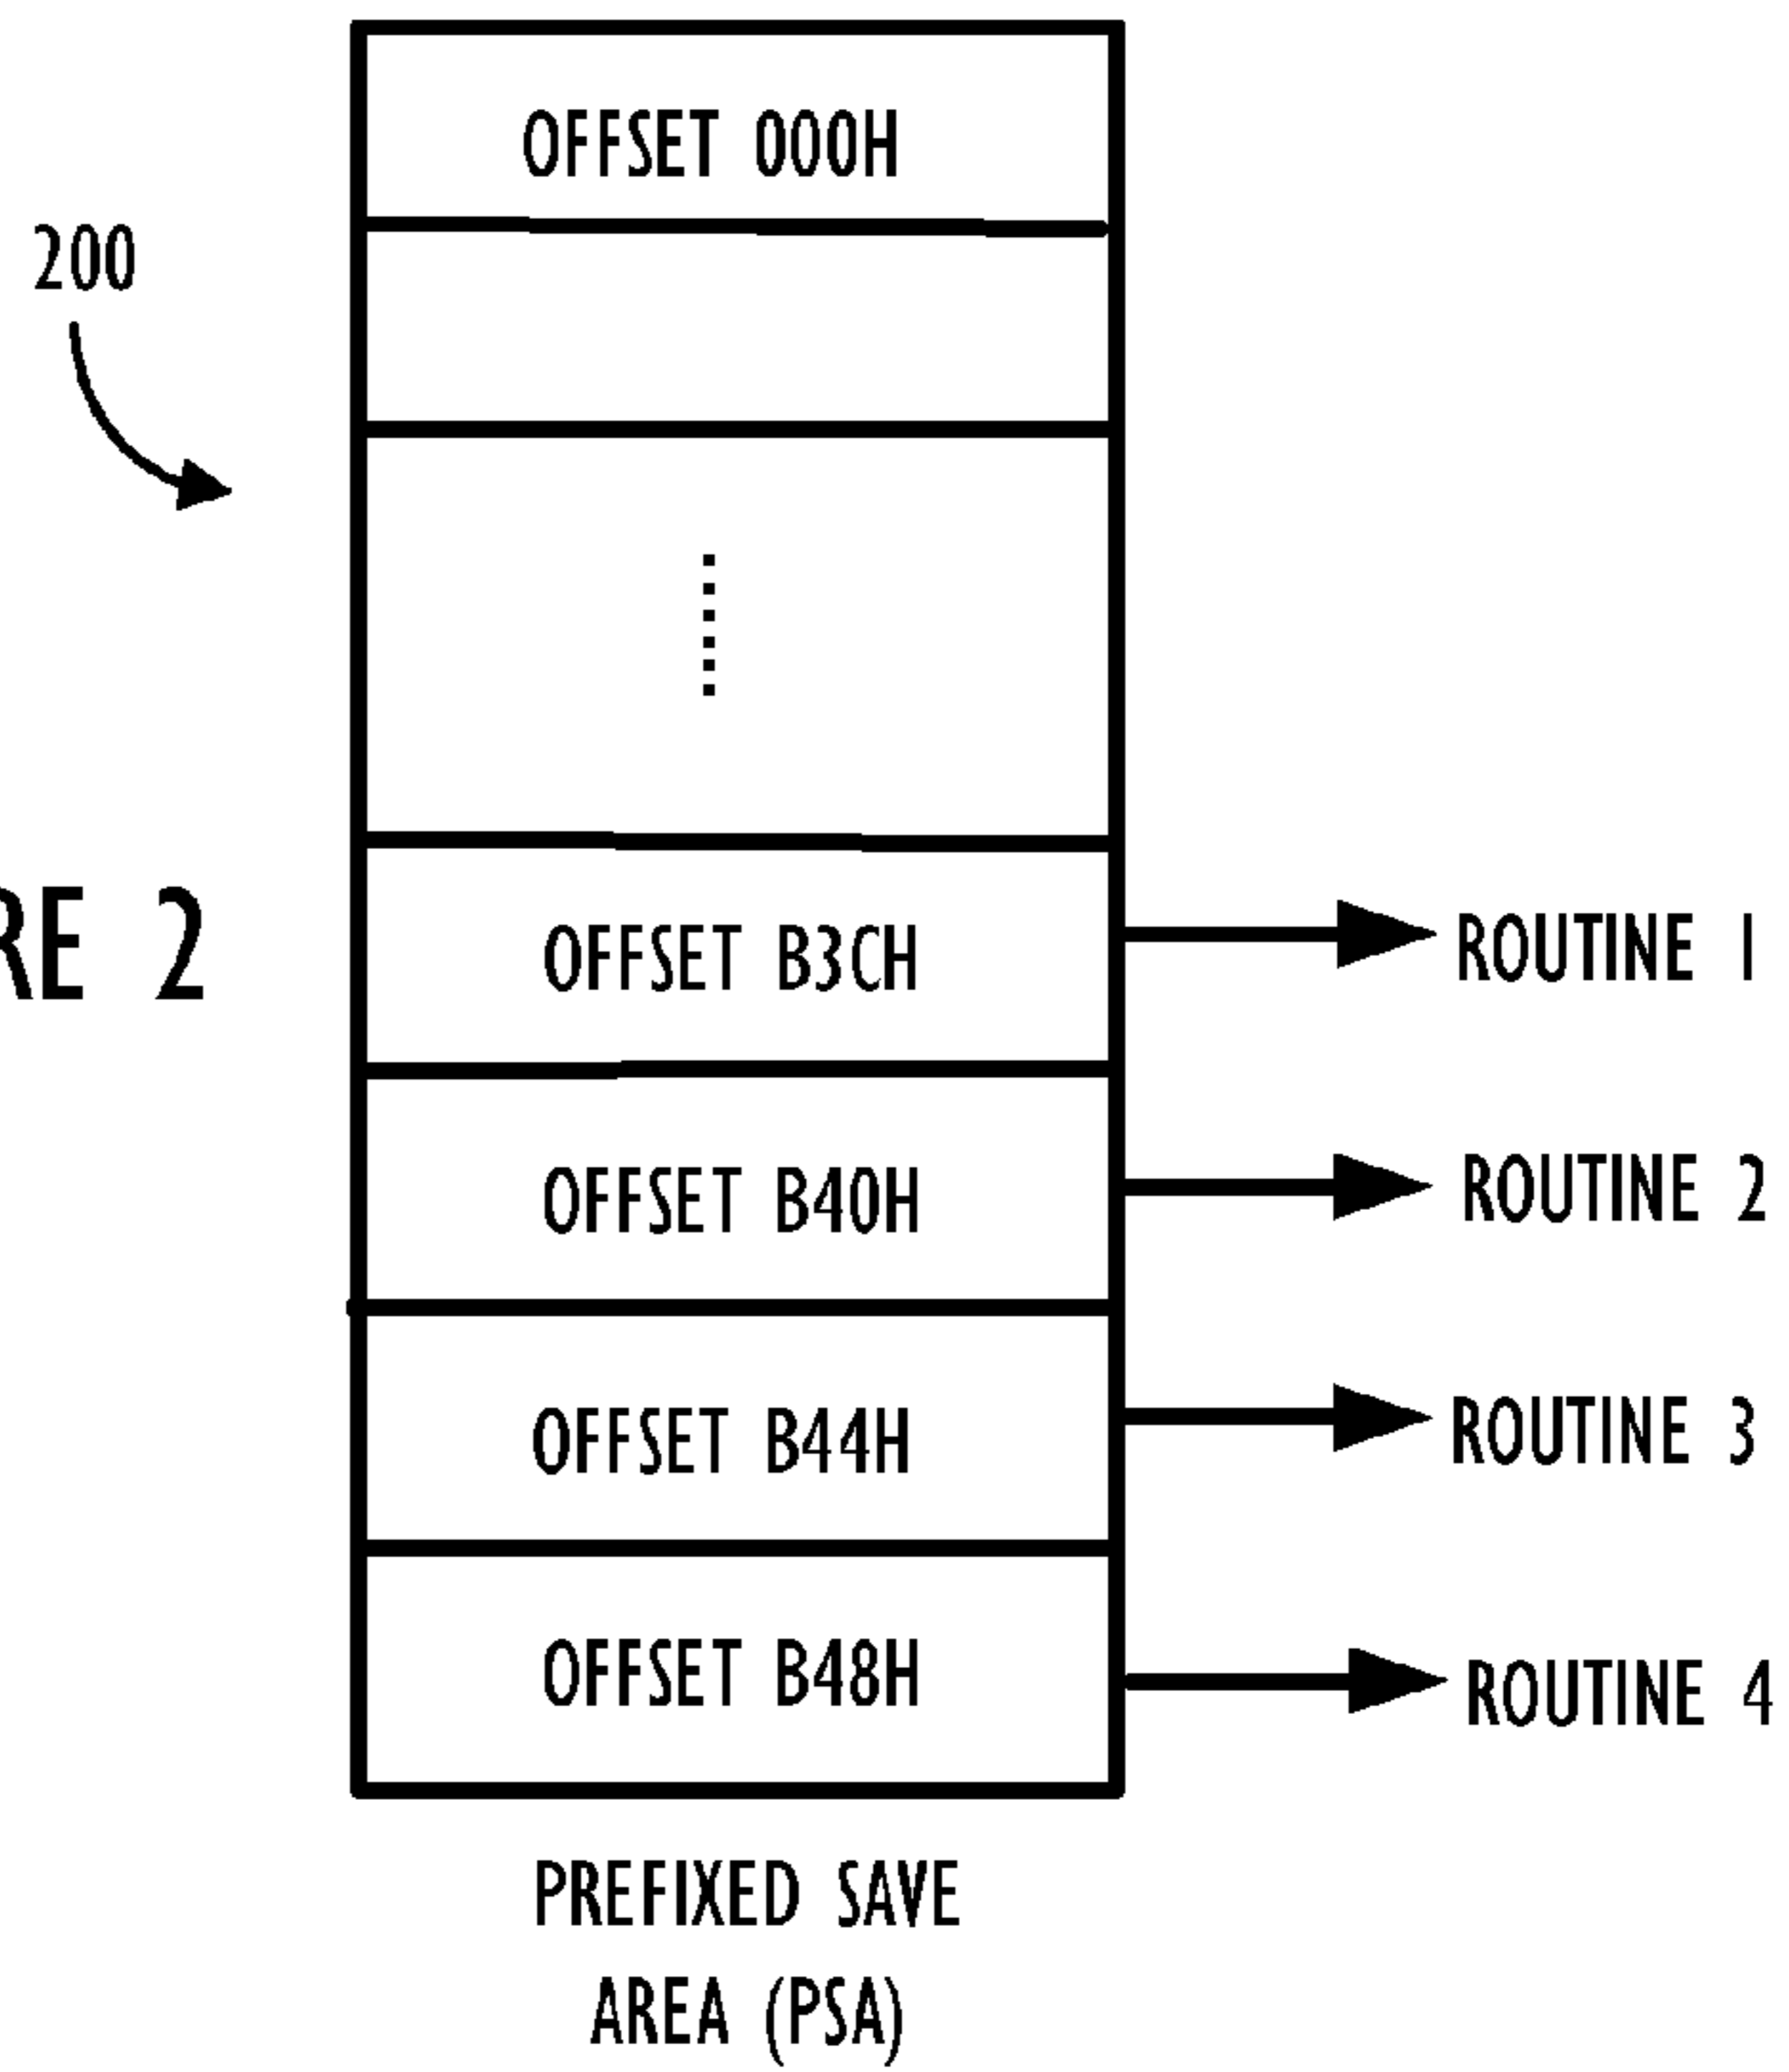 OFFSET 000H
200
OFFSET B3CH
ROUTINE 1
RE 2
OFFSET B40H
ROUTINE 2
OFFSET B44H
ROUTINE 3
OFFSET B48H
ROUTINE 4
PREFIXED SAVE
AREA (PSA)